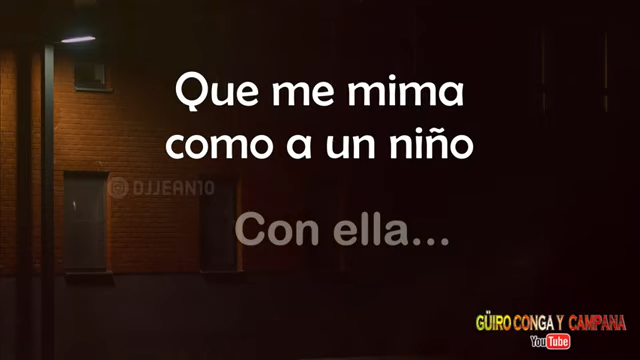 Que me mima
como a un niño
@DJJEAN10
Con ella...
GÜIRO CONGA Y CAMPANA
YouTube